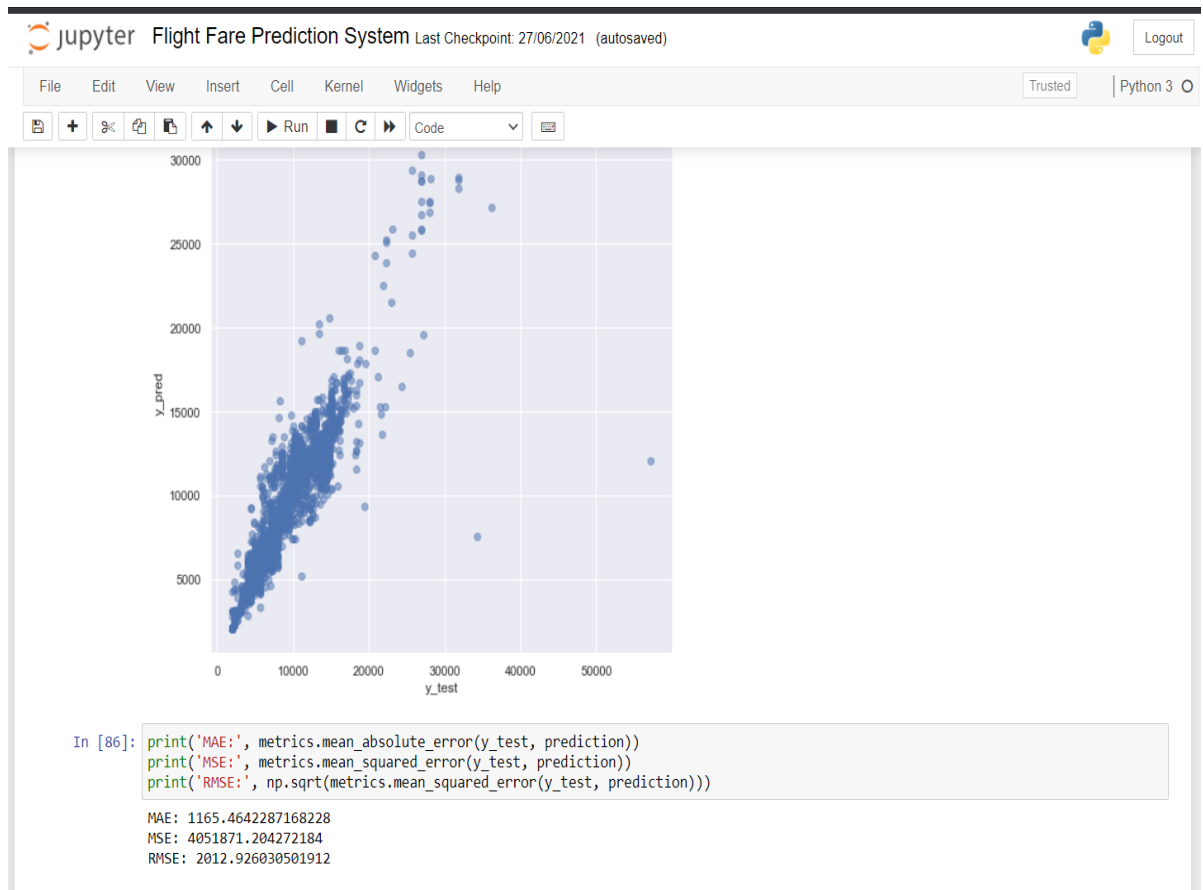 jupyter Flight Fare Prediction System Last Checkpoint: 27/06/2021 (autosaved) Logout
File Edit View Insert Cell Kernel Widgets Help Trusted Python 3
Run Code
30000
25000
20000
15000
10000
5000
y_pred
0 10000 20000 30000 40000 50000
y_test
In [86]: print('MAE:', metrics.mean_absolute_error(y_test, prediction))
print('MSE:', metrics.mean_squared_error(y_test, prediction))
print('RMSE:', np.sqrt(metrics.mean_squared_error(y_test, prediction)))
MAE: 1165.4642287168228
MSE: 4051871.204272184
RMSE: 2012.926030501912